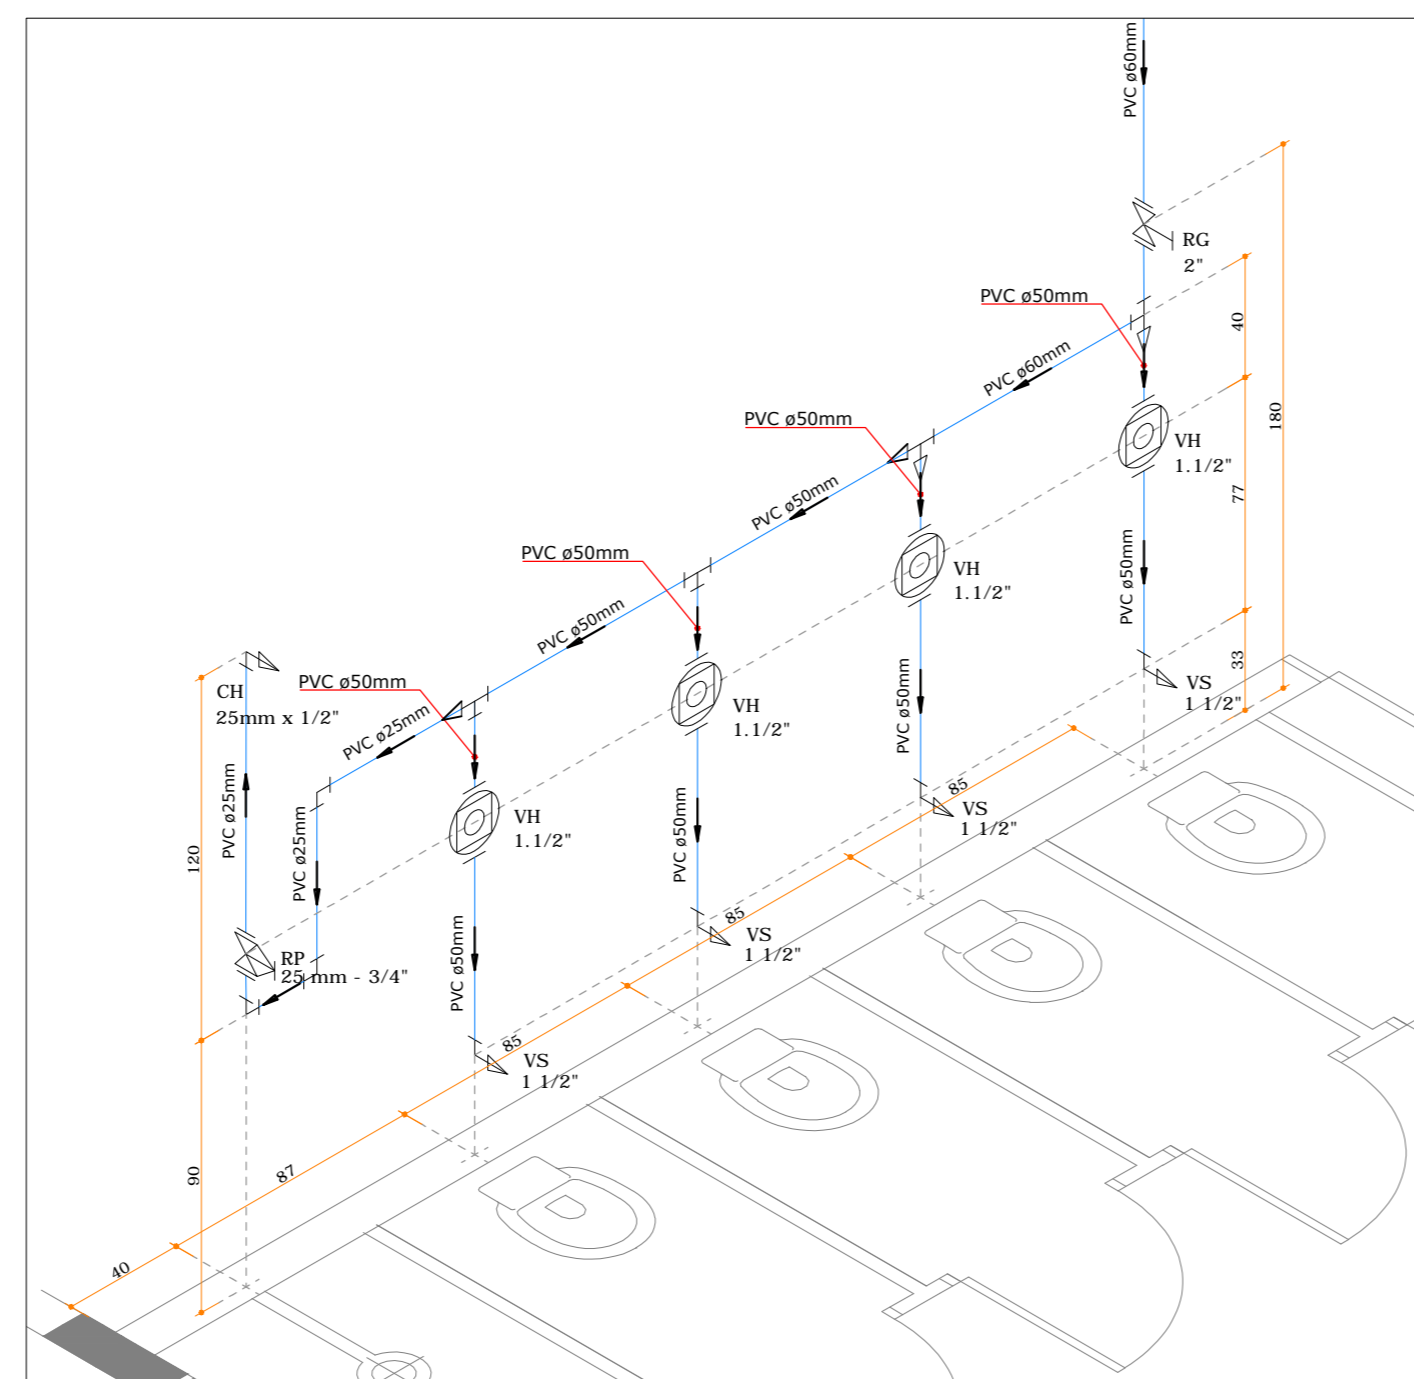 PVC ø60mm
RG
2"
PVC ø50mm
40
PVC ø60mm
180
PVC ø50mm
VH
1.1/2"
PVC ø50mm
77
PVC ø50mm
VH
1.1/2"
PVC ø50mm
PVC ø50mm
33
CH
25mm x 1/2"
PVC ø50mm
VS
1 1/2"
PVC ø25mm
VH
1.1/2"
PVC ø50mm
PVC ø25mm
PVC ø25mm
85
VS
1 1/2"
VH
1.1/2"
PVC ø50mm
120
85
VS
1 1/2"
RP
25 mm - 3/4"
PVC ø50mm
85
VS
1 1/2"
90
87
40